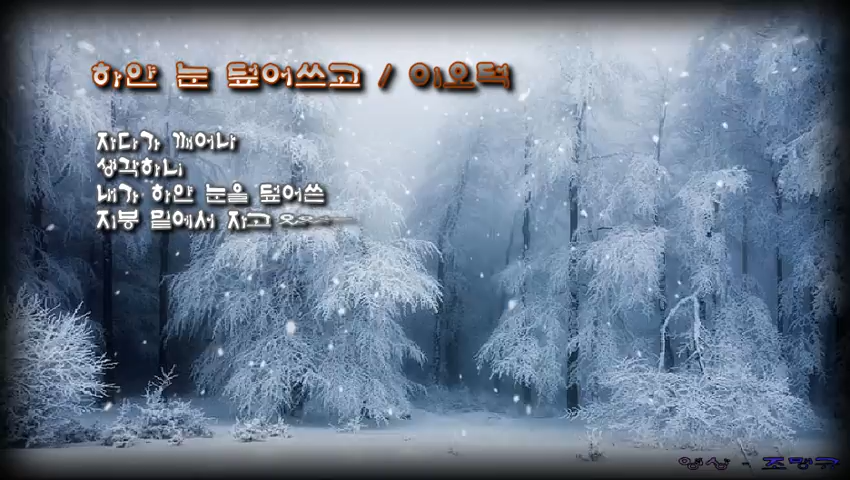 하얀 눈 덮어쓰고 / 이오덕
자다가 깨어나
생각하니
내가 하얀 눈을 덮어쓴
지붕 밑에서 자고
영상 -